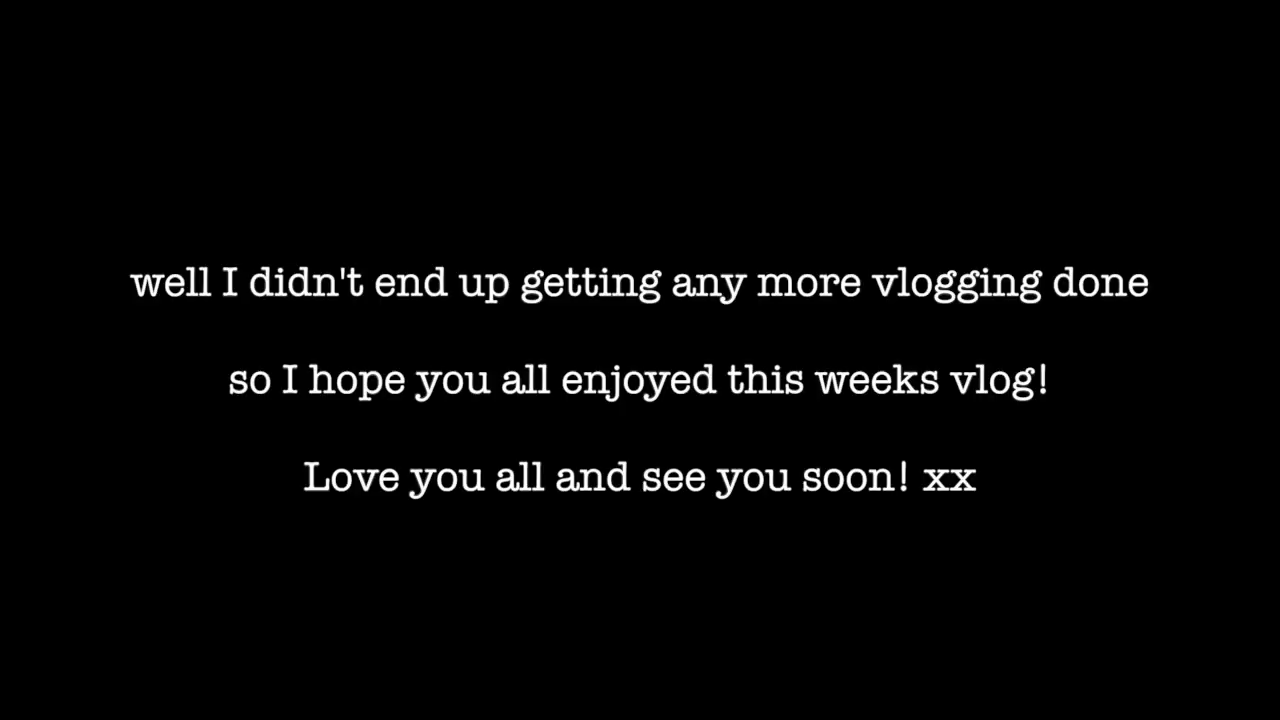 well I didn't end up getting any more vlogging done
so I hope you all enjoyed this weeks vlog!
Love you all and see you soon! xx